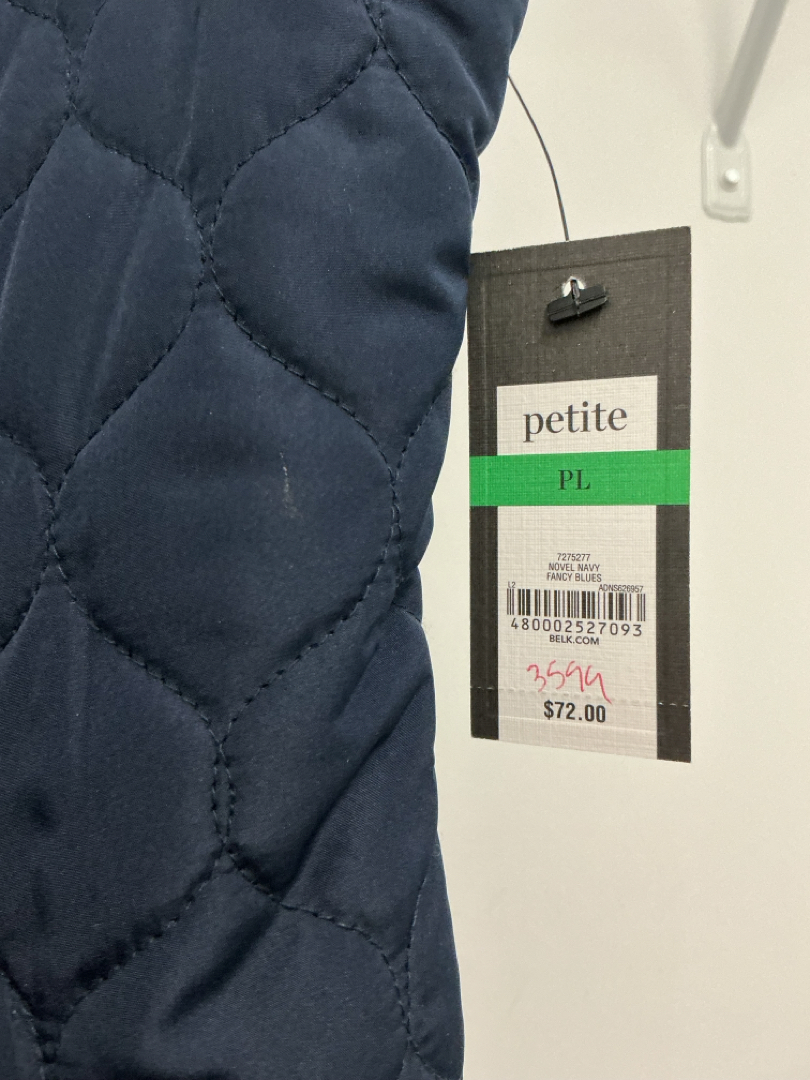 petite
PL
7275277
NOVEL NAVY
FANCY BLUES
L2 ADNS626957
480002527093
BELK.COM
3599
$72.00